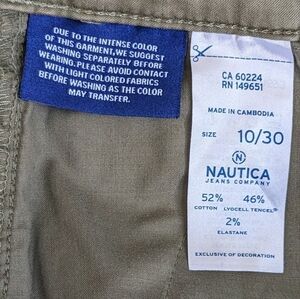 DUE TO THE INTENSE COLOR
OF THIS GARMENT, WE SUGGEST
WASHING SEPARATELY BEFORE
WEARING. PLEASE AVOID CONTACT
WITH LIGHT COLORED FABRICS
BEFORE WASHING AS THE COLOR
MAY TRANSFER.
CA 60224
RN 149651
MADE IN CAMBODIA
SIZE 10/30
N
NAUTICA
JEANS COMPANY
52% 46%
COTTON LYOCELL TENCEL
2%
ELASTANE
EXCLUSIVE OF DECORATION